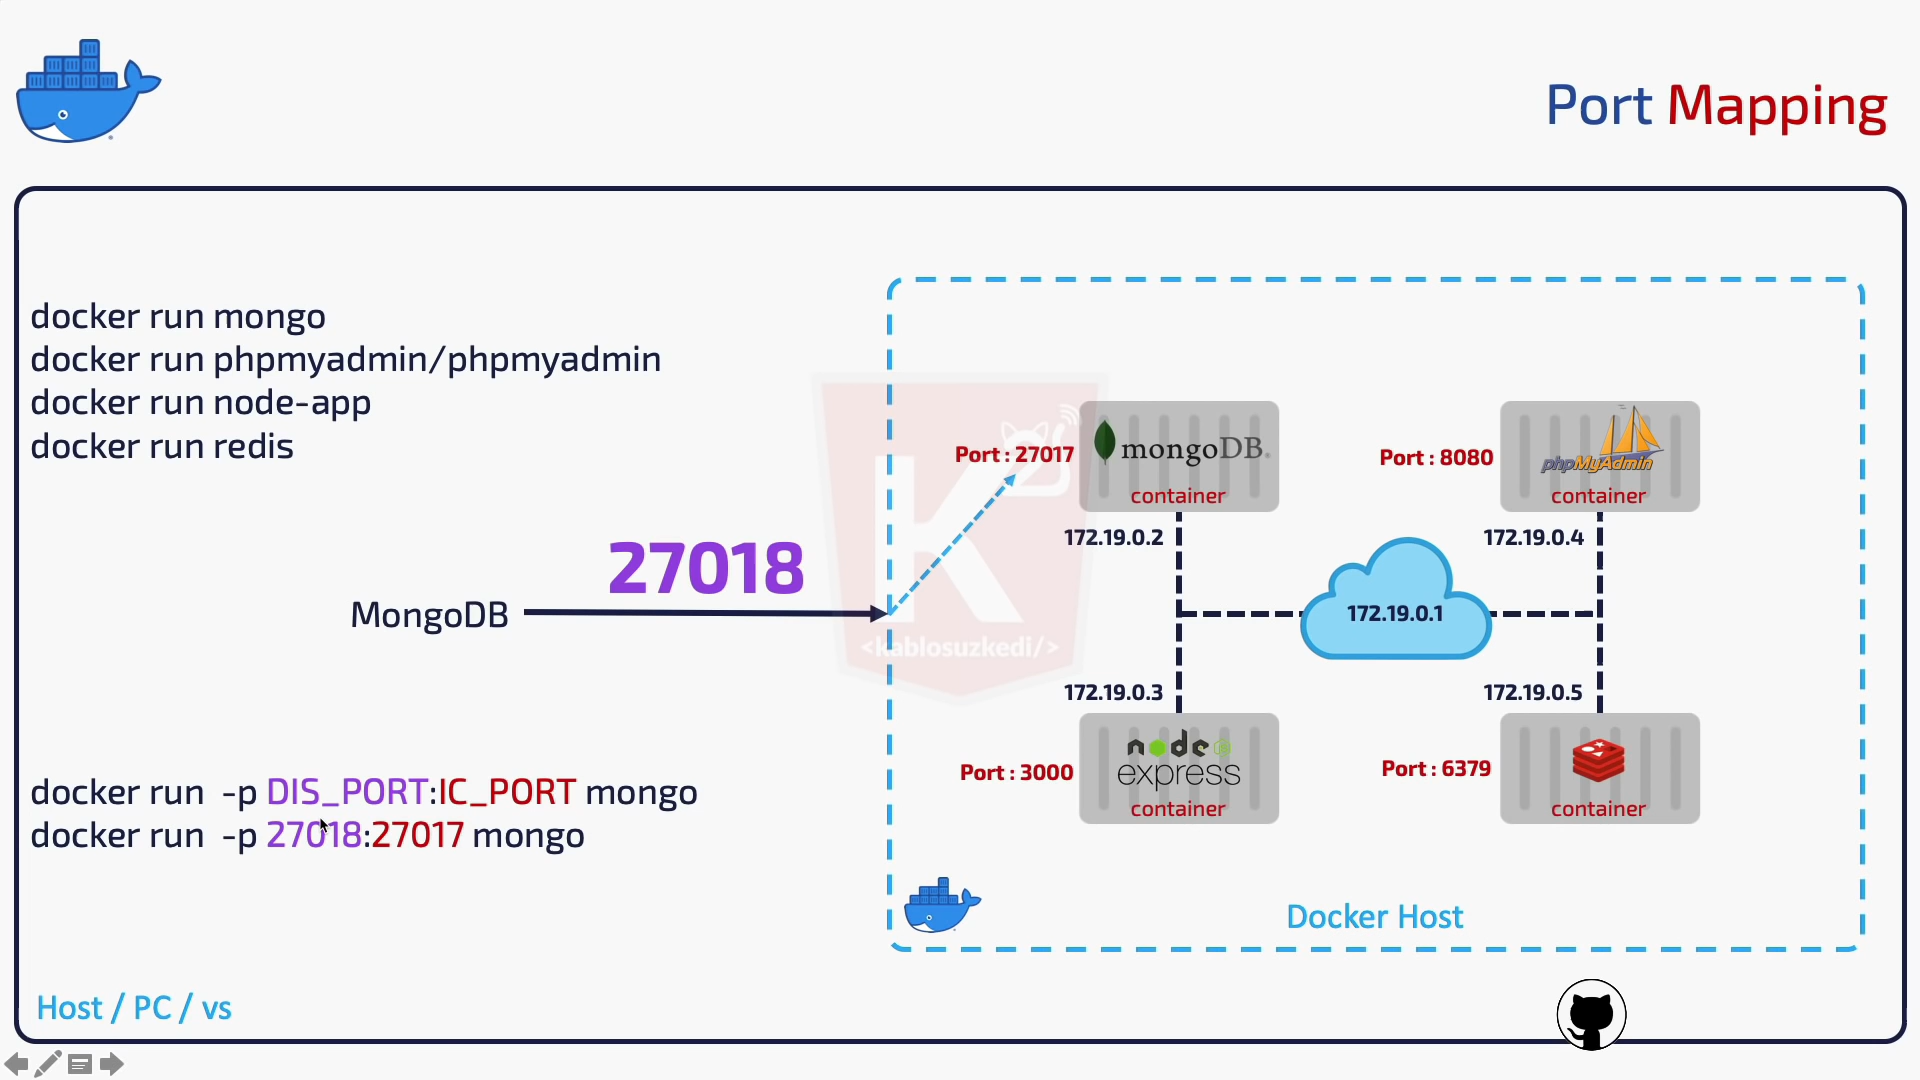 Port Mapping
docker run mongo
docker run phpmyadmin/phpmyadmin
docker run node-app
docker run redis
Port : 27017
mongoDB.
container
172.19.0.2
Port : 8080
phpMyAdmin
container
172.19.0.4
27018
MongoDB
172.19.0.1
K
<kablosuzkedi/>
172.19.0.3
Port : 3000
node
express
container
172.19.0.5
Port : 6379
container
docker run -p DIS_PORT:IC_PORT mongo
docker run -p 27018:27017 mongo
Docker Host
Host / PC / vs